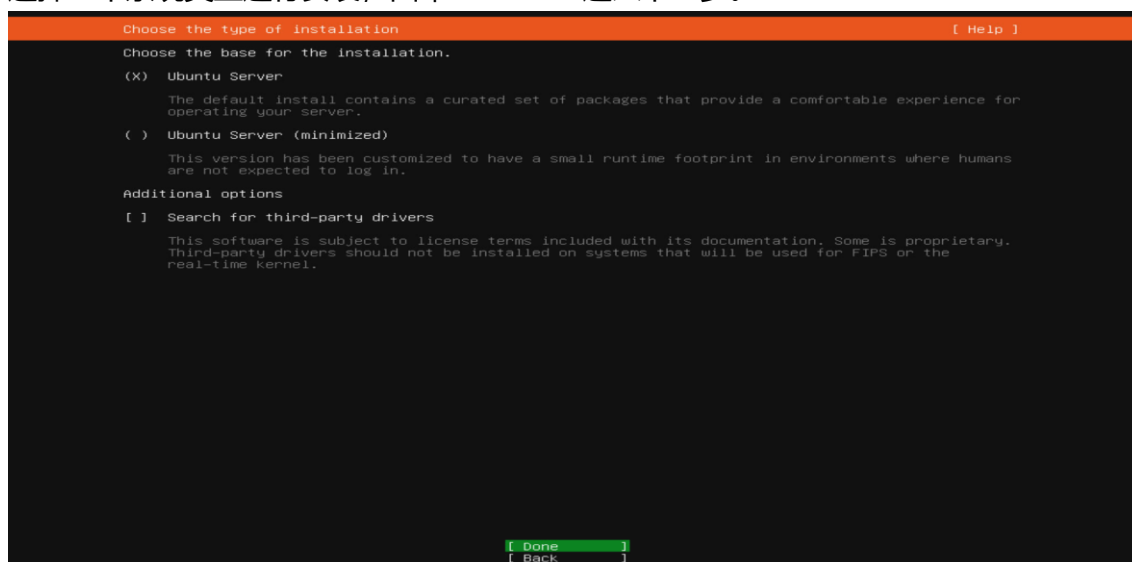 Choose the type of installation [ Help ]
Choose the base for the installation.
(X) Ubuntu Server
The default install contains a curated set of packages that provide a comfortable experience for
operating your server.
( ) Ubuntu Server (minimized)
This version has been customized to have a small runtime footprint in environments where humans
are not expected to log in.
Additional options
[ ] Search for third-party drivers
This software is subject to license terms included with its documentation. Some is proprietary.
Third-party drivers should not be installed on systems that will be used for FIPS or the
real-time kernel.
[ Done ]
[ Back ]